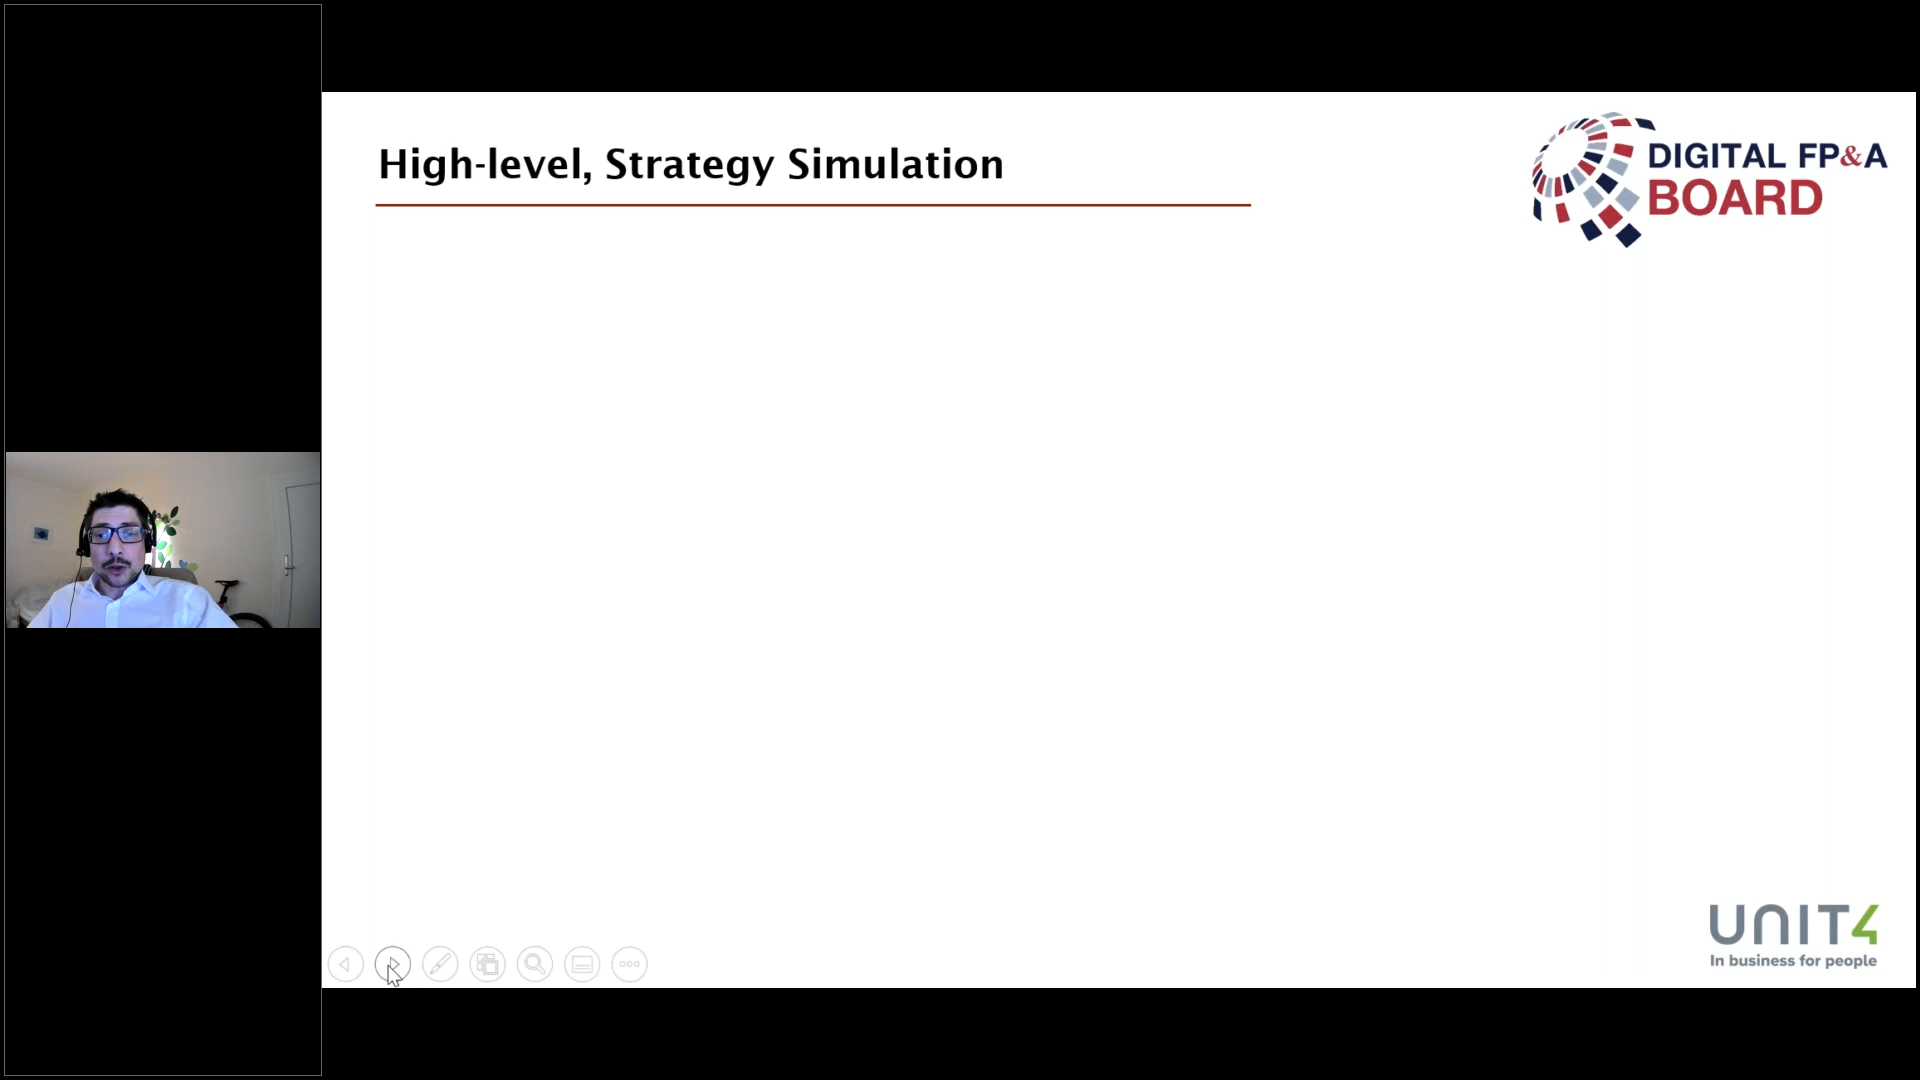 High-level, Strategy Simulation
DIGITAL FP&A
BOARD
UNIT4
In business for people